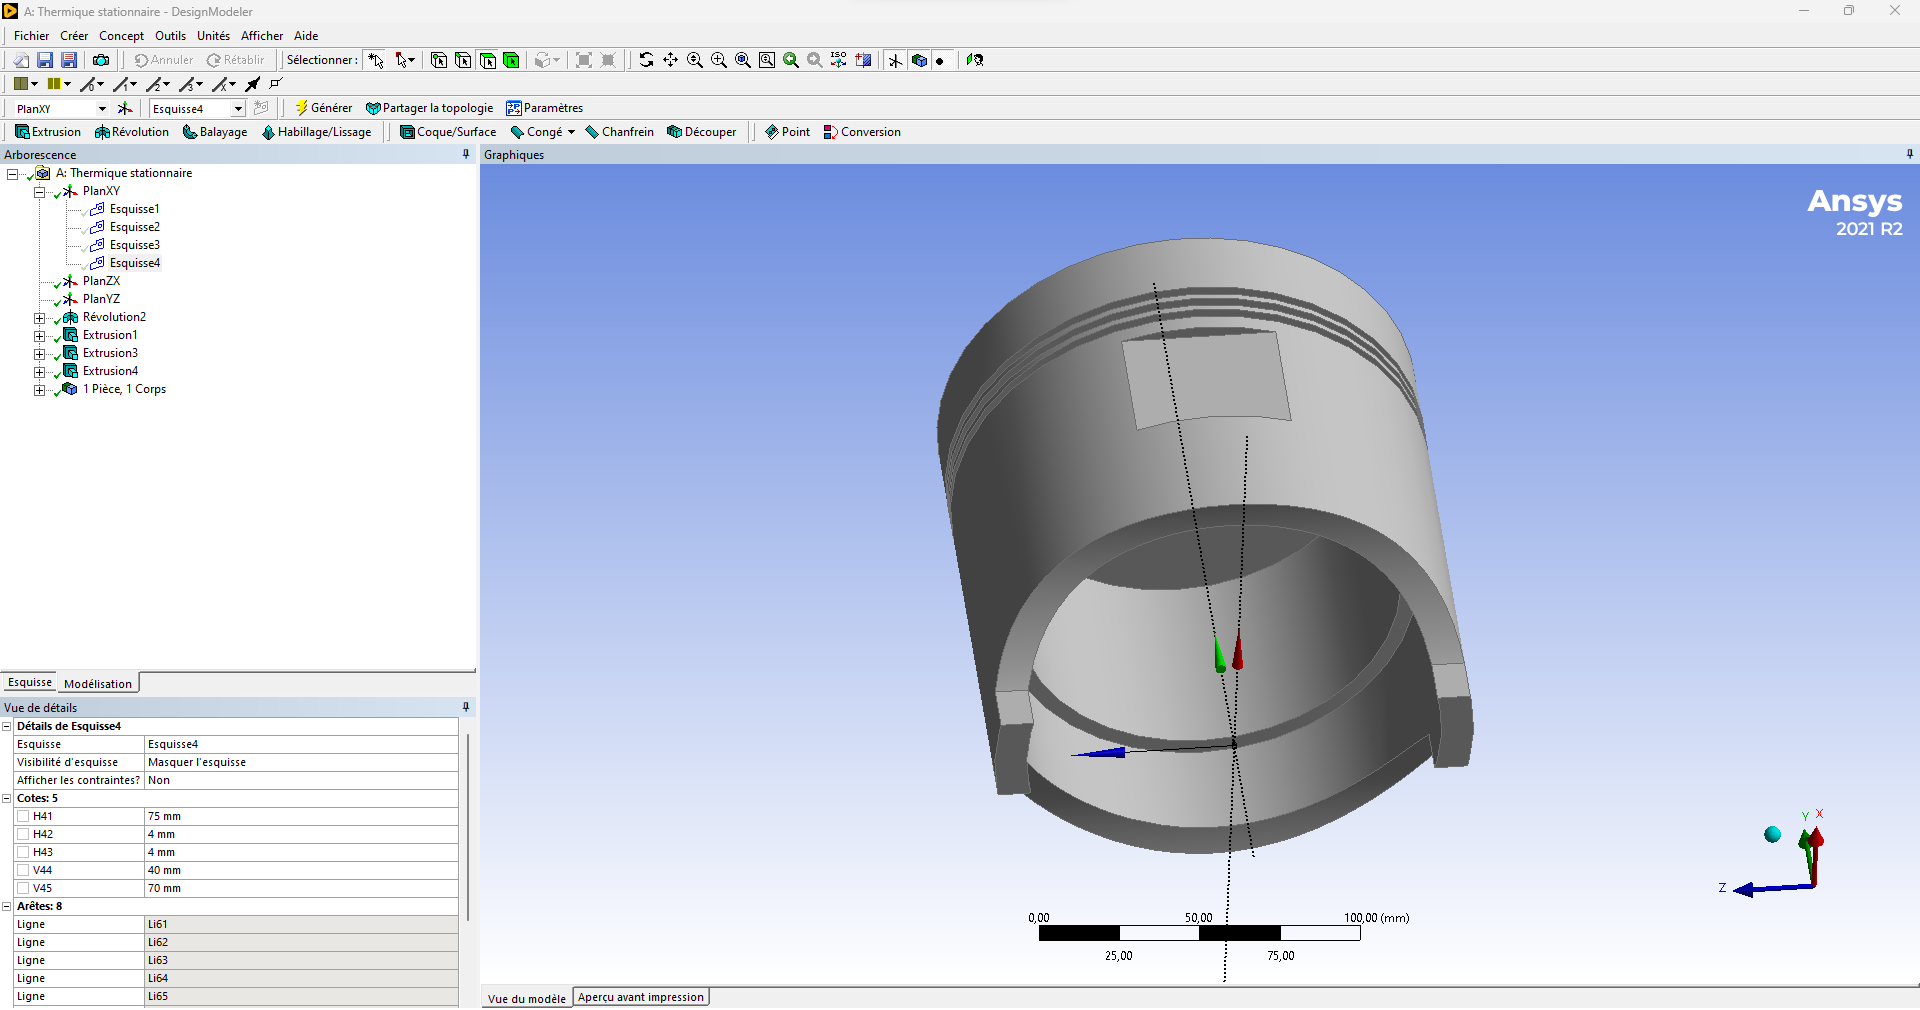 A: Thermique stationnaire - DesignModeler
Fichier Créer Concept Outils Unités Afficher Aide
Annuler Rétablir Sélectionner : ISO
PlanXY Esquisse4 Générer Partager la topologie Paramètres
Extrusion Révolution Balayage Habillage/Lissage Coque/Surface Congé Chanfrein Découper Point Conversion
Arborescence
A: Thermique stationnaire
PlanXY
Esquisse1
Esquisse2
Esquisse3
Esquisse4
PlanZX
PlanYZ
Révolution2
Extrusion1
Extrusion3
Extrusion4
1 Pièce, 1 Corps
Esquisse Modélisation
Vue de détails
Détails de Esquisse4
Esquisse Esquisse4
Visibilité d'esquisse Masquer l'esquisse
Afficher les contraintes? Non
Cotes: 5
H41 75 mm
H42 4 mm
H43 4 mm
V44 40 mm
V45 70 mm
Arêtes: 8
Ligne Li61
Ligne Li62
Ligne Li63
Ligne Li64
Ligne Li65
Graphiques
Ansys
2021 R2
Y X
Z
0,00 50,00 100,00 (mm)
25,00 75,00
Vue du modèle Aperçu avant impression